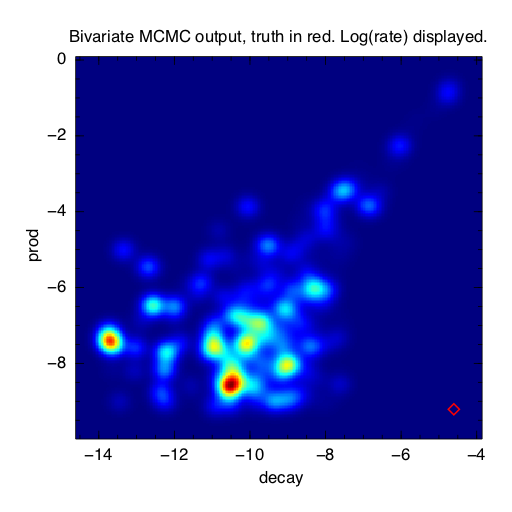 Bivariate MCMC output, truth in red. Log(rate) displayed.
0
−2
−4
−6
−8
prod
−14 −12 −10 −8 −6 −4
decay